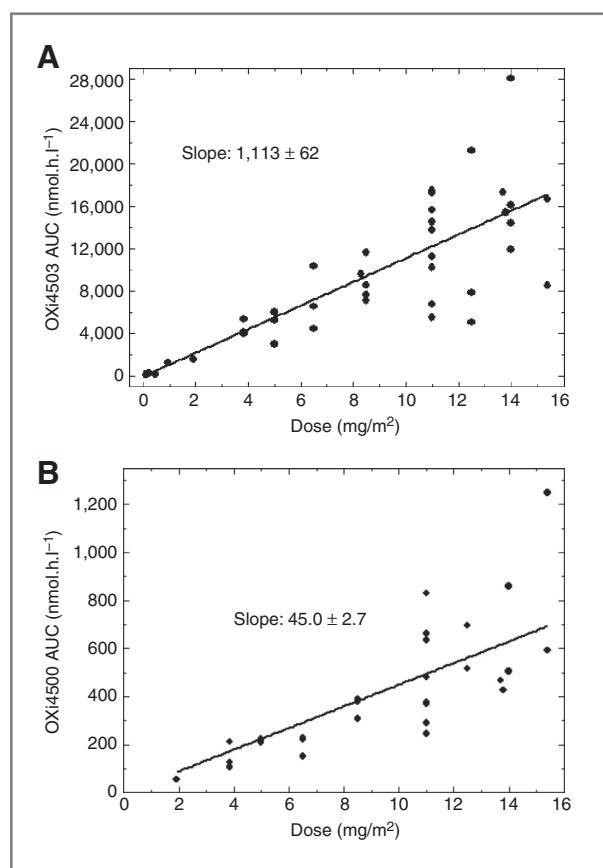 A
28,000
24,000
20,000
16,000
12,000
8,000
4,000
0
OXi4503 AUC (nmol.h.l⁻¹)
Slope: 1,113 ± 62
0 2 4 6 8 10 12 14 16
Dose (mg/m²)
B
1,200
1,000
800
600
400
200
0
OXi4500 AUC (nmol.h.l⁻¹)
Slope: 45.0 ± 2.7
0 2 4 6 8 10 12 14 16
Dose (mg/m²)